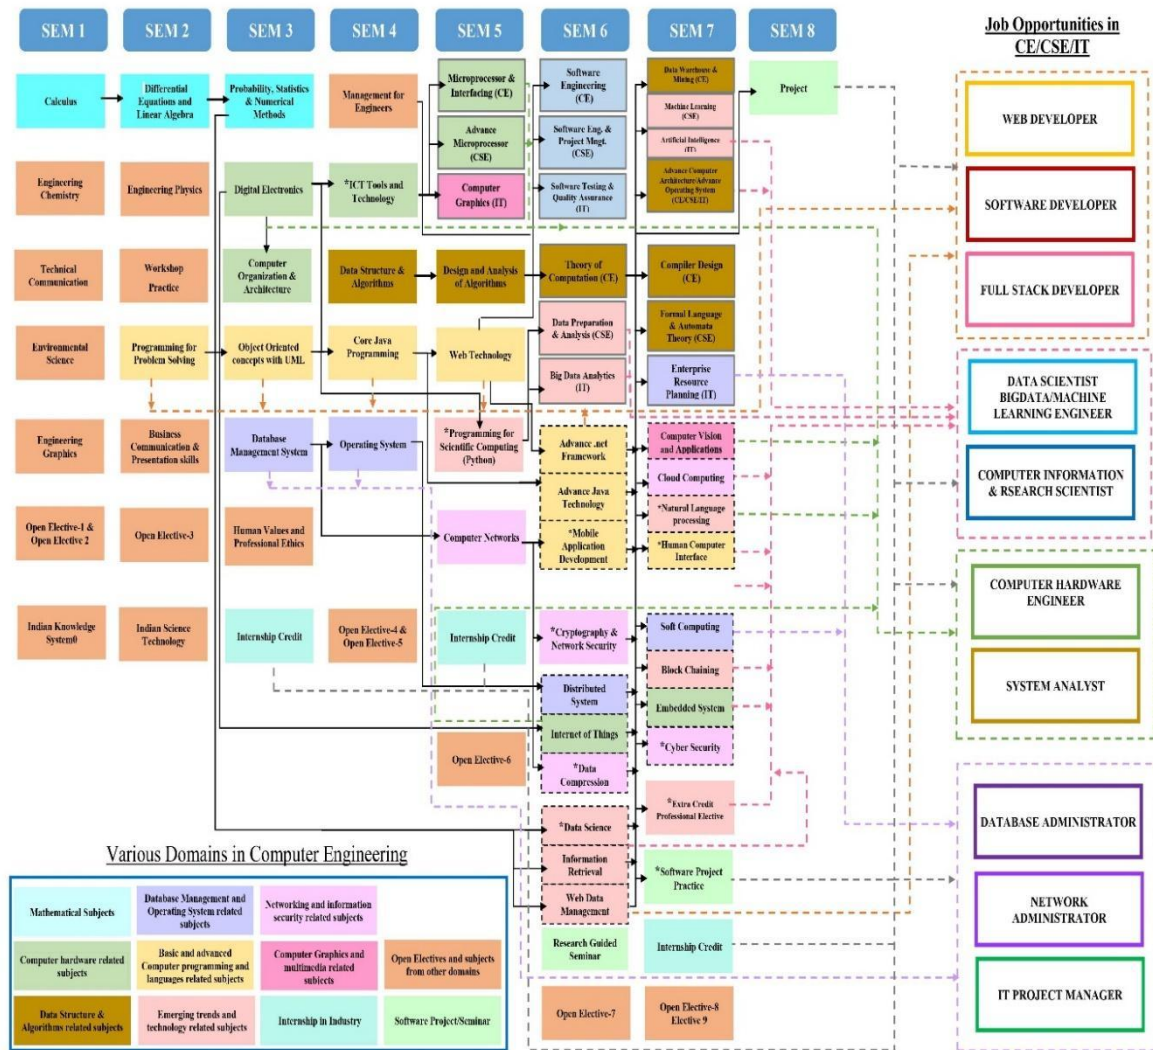 SEM 1
SEM 2
SEM 3
SEM 4
SEM 5
SEM 6
SEM 7
SEM 8
Job Opportunities in
CE/CSE/IT
Calculus
Differential
Equations and
Linear Algebra
Probability, Statistics
& Numerical
Methods
Management for
Engineers
Microprocessor &
Interfacing (CE)
Software
Engineering
(CE)
Data Warehouse &
Mining (CE)
Machine Learning
(CSE)
Project
Advance
Microprocessor
(CSE)
Software Eng. &
Project Mngt.
(CSE)
Artificial Intelligence
(IT)
WEB DEVELOPER
Engineering
Chemistry
Engineering Physics
Digital Electronics
*ICT Tools and
Technology
Computer
Graphics (IT)
Software Testing &
Quality Assurance
(IT)
Advance Computer
Architecture/Advance
Operating System
(CE/CSE/IT)
SOFTWARE
DEVELOPER
Technical
Communication
Workshop
Practice
Computer
Organization &
Architecture
Data Structure &
Algorithms
Design and Analysis
of Algorithms
Theory of
Computation (CE)
Compiler Design
(CE)
FULL STACK
DEVELOPER
Environmental
Science
Programming for
Problem Solving
Object Oriented
concepts with UML
Core Java
Programming
Web Technology
Data Preparation
& Analysis (CSE)
Big Data Analytics
(IT)
Formal Language
& Automata
Theory (CSE)
Enterprise
Resource
Planning (IT)
DATA SCIENTIST
BIGDATA/MACHINE
LEARNING ENGINEER
Engineering
Graphics
Business
Communication &
Presentation skills
Database
Management System
Operating System
*Programming for
Scientific Computing
(Python)
Advance .net
Framework
Computer Vision
and Applications
COMPUTER INFORMATION
& RSEARCH SCIENTIST
Advance Java
Technology
Cloud Computing
Open Elective-1 &
Open Elective 2
Open Elective-3
Human Values and
Professional Ethics
Computer Networks
*Mobile
Application
Development
*Natural Language
processing
*Human Computer
Interface
COMPUTER HARDWARE
ENGINEER
Indian Knowledge
System0
Indian Science
Technology
Internship Credit
Open Elective-4 &
Open Elective-5
Internship Credit
*Cryptography &
Network Security
Soft Computing
Block Chaining
SYSTEM ANALYST
Distributed
System
Embedded System
Internet of Things
*Cyber Security
Open Elective-6
*Data
Compression
*Data Science
*Extra Credit
Professional Elective
DATABASE ADMINISTRATOR
Information
Retrieval
*Software Project
Practice
Web Data
Management
NETWORK
ADMINISTRATOR
Research Guided
Seminar
Internship Credit
Open Elective-7
Open Elective-8
Elective 9
IT PROJECT MANAGER
Various Domains in Computer Engineering
Mathematical Subjects
Database Management and
Operating System related
subjects
Networking and information
security related subjects
Computer hardware related
subjects
Basic and advanced
Computer programming and
languages related subjects
Computer Graphics and
multimedia related
subjects
Open Electives and subjects
from other domains
Data Structure &
Algorithms related subjects
Emerging trends and
technology related subjects
Internship in Industry
Software Project/Seminar